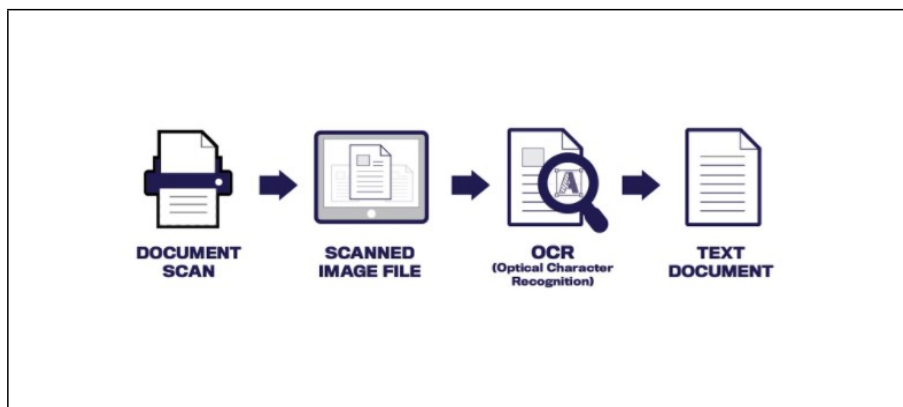 DOCUMENT
SCAN
SCANNED
IMAGE FILE
OCR
(Optical Character
Recognition)
A
TEXT
DOCUMENT